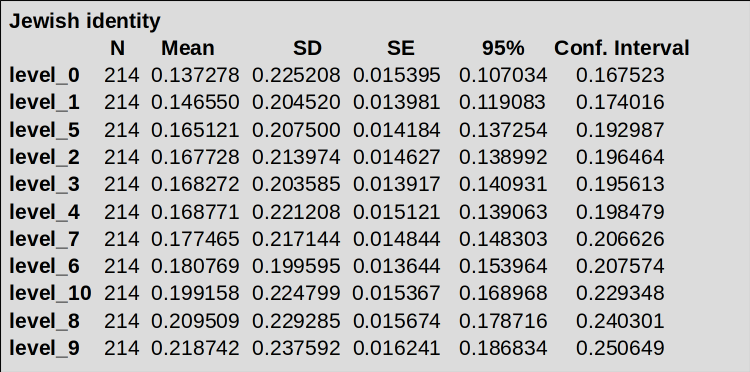 Jewish identity
N Mean SD SE 95% Conf. Interval
level_0 214 0.137278 0.225208 0.015395 0.107034 0.167523
level_1 214 0.146550 0.204520 0.013981 0.119083 0.174016
level_5 214 0.165121 0.207500 0.014184 0.137254 0.192987
level_2 214 0.167728 0.213974 0.014627 0.138992 0.196464
level_3 214 0.168272 0.203585 0.013917 0.140931 0.195613
level_4 214 0.168771 0.221208 0.015121 0.139063 0.198479
level_7 214 0.177465 0.217144 0.014844 0.148303 0.206626
level_6 214 0.180769 0.199595 0.013644 0.153964 0.207574
level_10 214 0.199158 0.224799 0.015367 0.168968 0.229348
level_8 214 0.209509 0.229285 0.015674 0.178716 0.240301
level_9 214 0.218742 0.237592 0.016241 0.186834 0.250649